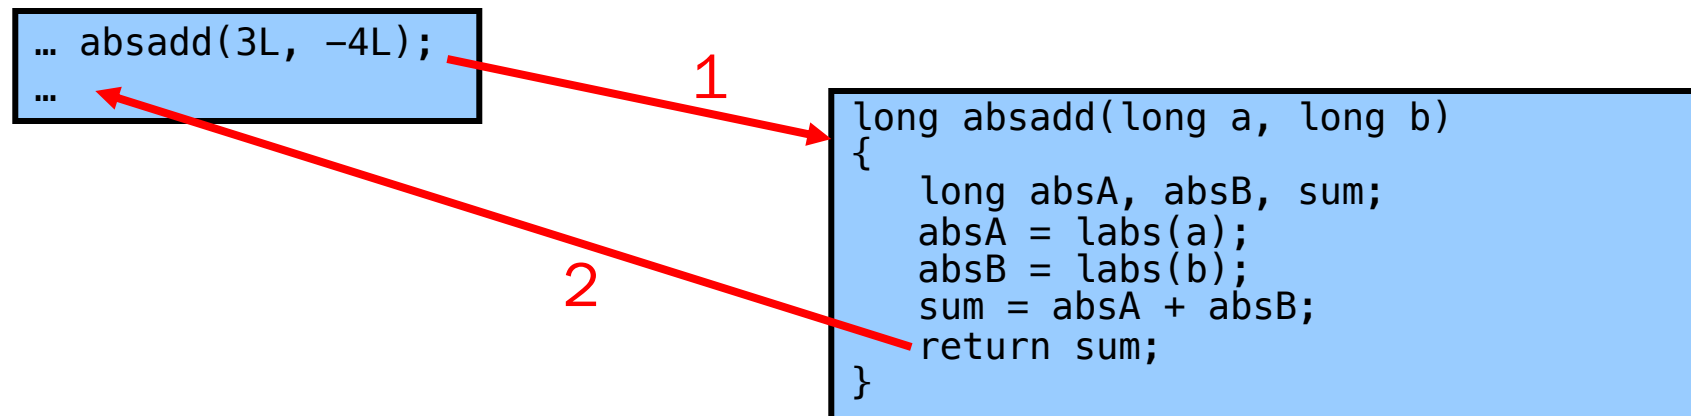 … absadd(3L, –4L);
…
1
2
long absadd(long a, long b)
{
   long absA, absB, sum;
   absA = labs(a);
   absB = labs(b);
   sum = absA + absB;
   return sum;
}